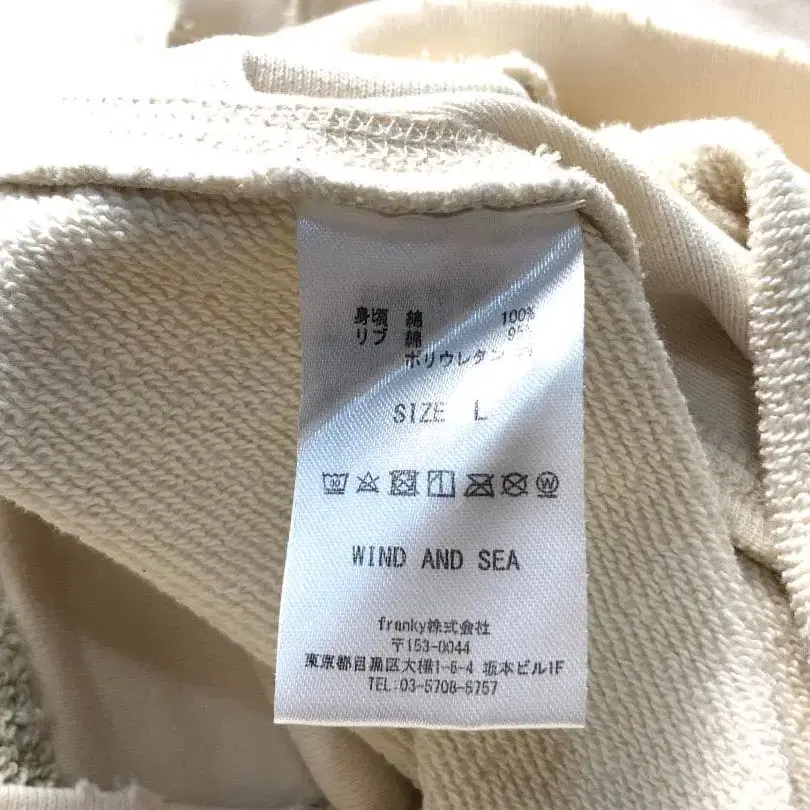 身頃 綿 100%
リブ 綿 95%
ポリウレタン
SIZE L
WIND AND SEA
franky株式会社
〒153-0044
東京都目黒区大橋1-6-4 坂本ビル1F
TEL:03-5708-5757